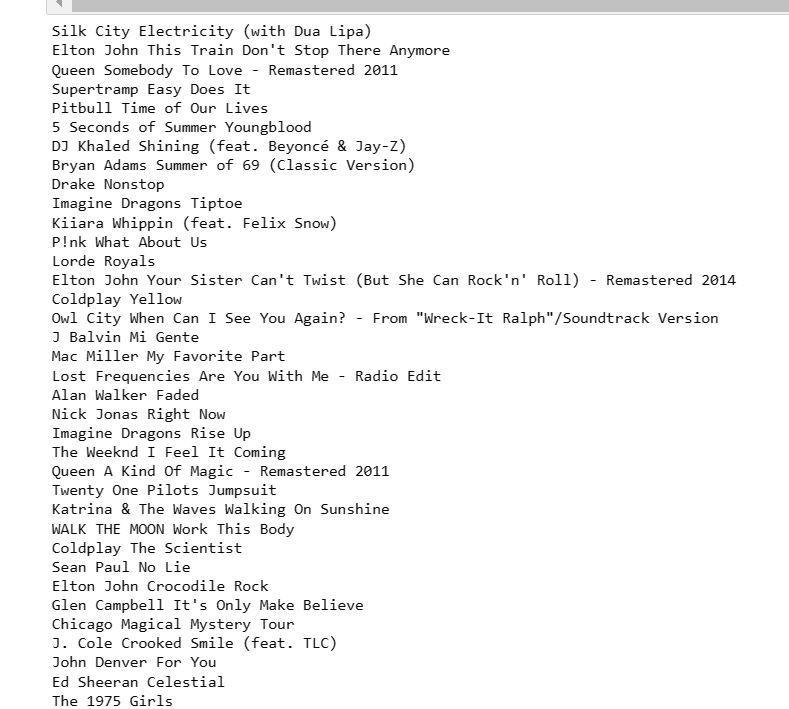 Silk City Electricity (with Dua Lipa)
Elton John This Train Don't Stop There Anymore
Queen Somebody To Love - Remastered 2011
Supertramp Easy Does It
Pitbull Time of Our Lives
5 Seconds of Summer Youngblood
DJ Khaled Shining (feat. Beyoncé & Jay-Z)
Bryan Adams Summer of 69 (Classic Version)
Drake Nonstop
Imagine Dragons Tiptoe
Kiiara Whippin (feat. Felix Snow)
P!nk What About Us
Lorde Royals
Elton John Your Sister Can't Twist (But She Can Rock'n' Roll) - Remastered 2014
Coldplay Yellow
Owl City When Can I See You Again? - From "Wreck-It Ralph"/Soundtrack Version
J Balvin Mi Gente
Mac Miller My Favorite Part
Lost Frequencies Are You With Me - Radio Edit
Alan Walker Faded
Nick Jonas Right Now
Imagine Dragons Rise Up
The Weeknd I Feel It Coming
Queen A Kind Of Magic - Remastered 2011
Twenty One Pilots Jumpsuit
Katrina & The Waves Walking On Sunshine
WALK THE MOON Work This Body
Coldplay The Scientist
Sean Paul No Lie
Elton John Crocodile Rock
Glen Campbell It's Only Make Believe
Chicago Magical Mystery Tour
J. Cole Crooked Smile (feat. TLC)
John Denver For You
Ed Sheeran Celestial
The 1975 Girls